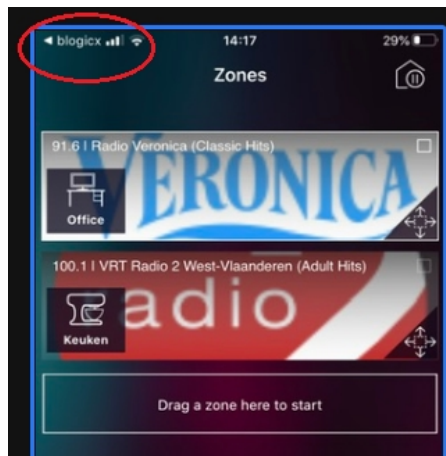 ◄ blogicx 14:17 29%
Zones
91.6 | Radio Veronica (Classic Hits)
VERONICA
Office
100.1 | VRT Radio 2 West-Vlaanderen (Adult Hits)
radio 2
Keuken
Drag a zone here to start